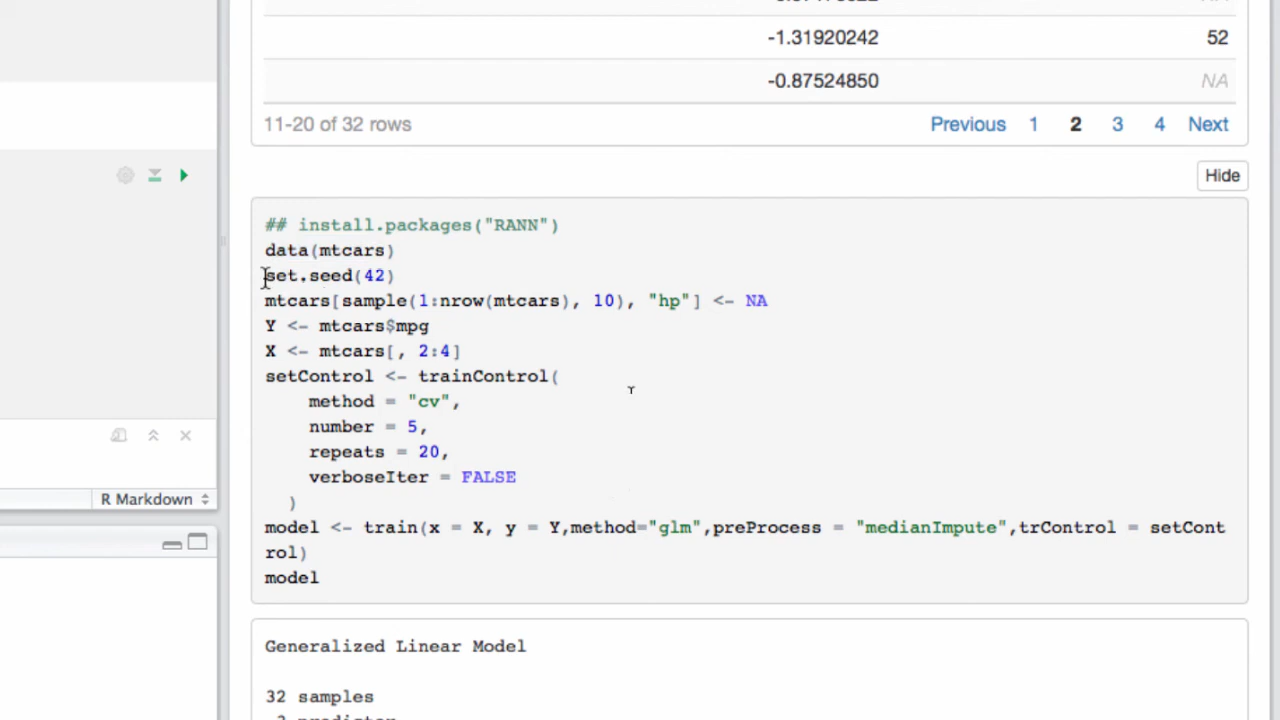 NA
-1.31920242 52
-0.87524850 NA
11-20 of 32 rows Previous 1 2 3 4 Next
Hide
## install.packages("RANN")
data(mtcars)
set.seed(42)
mtcars[sample(1:nrow(mtcars), 10), "hp"] <- NA
Y <- mtcars$mpg
X <- mtcars[, 2:4]
setControl <- trainControl(
method = "cv",
number = 5,
repeats = 20,
verboseIter = FALSE
)
model <- train(x = X, y = Y,method="glm",preProcess = "medianImpute",trControl = setCont
rol)
model
R Markdown
Generalized Linear Model
32 samples
3 predictor